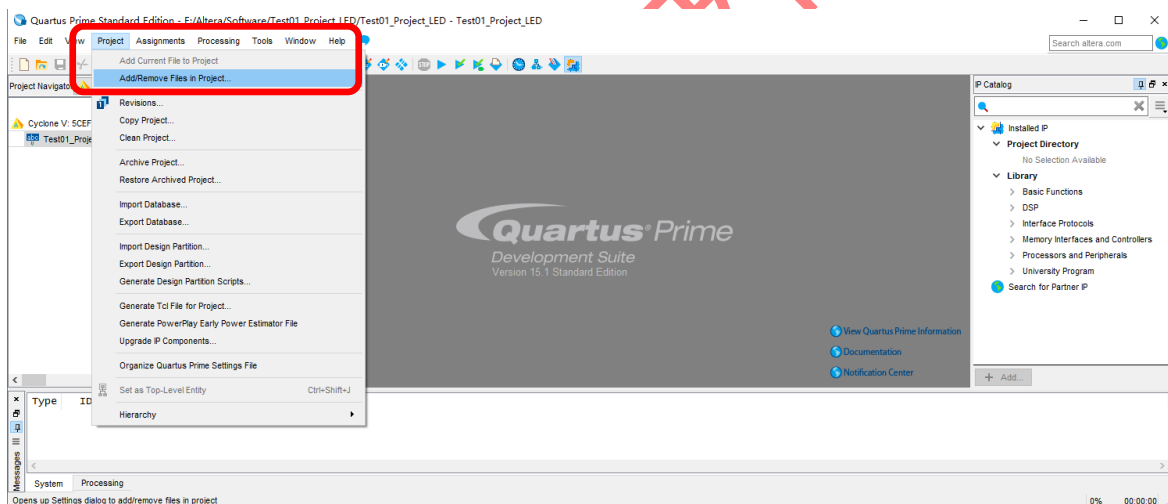 Quartus Prime Standard Edition - E:/Altera/Software/Test01_Project_LED/Test01_Project_LED - Test01_Project_LED
File Edit View Project Assignments Processing Tools Window Help
Search altera.com
Add Current File to Project
Add/Remove Files in Project...
Revisions...
Copy Project...
Clean Project...
Archive Project...
Restore Archived Project...
Import Database...
Export Database...
Import Design Partition...
Export Design Partition...
Generate Design Partition Scripts...
Generate Tcl File for Project...
Generate PowerPlay Early Power Estimator File
Upgrade IP Components...
Organize Quartus Prime Settings File
Set as Top-Level Entity Ctrl+Shift+J
Hierarchy
Project Navigator
Cyclone V: 5CEF
Test01_Proje
STOP
Quartus Prime
Development Suite
Version 15.1 Standard Edition
View Quartus Prime Information
Documentation
Notification Center
IP Catalog
Installed IP
Project Directory
No Selection Available
Library
Basic Functions
DSP
Interface Protocols
Memory Interfaces and Controllers
Processors and Peripherals
University Program
Search for Partner IP
+ Add...
Type ID
Messages
System Processing
Opens up Settings dialog to add/remove files in project
0% 00:00:00